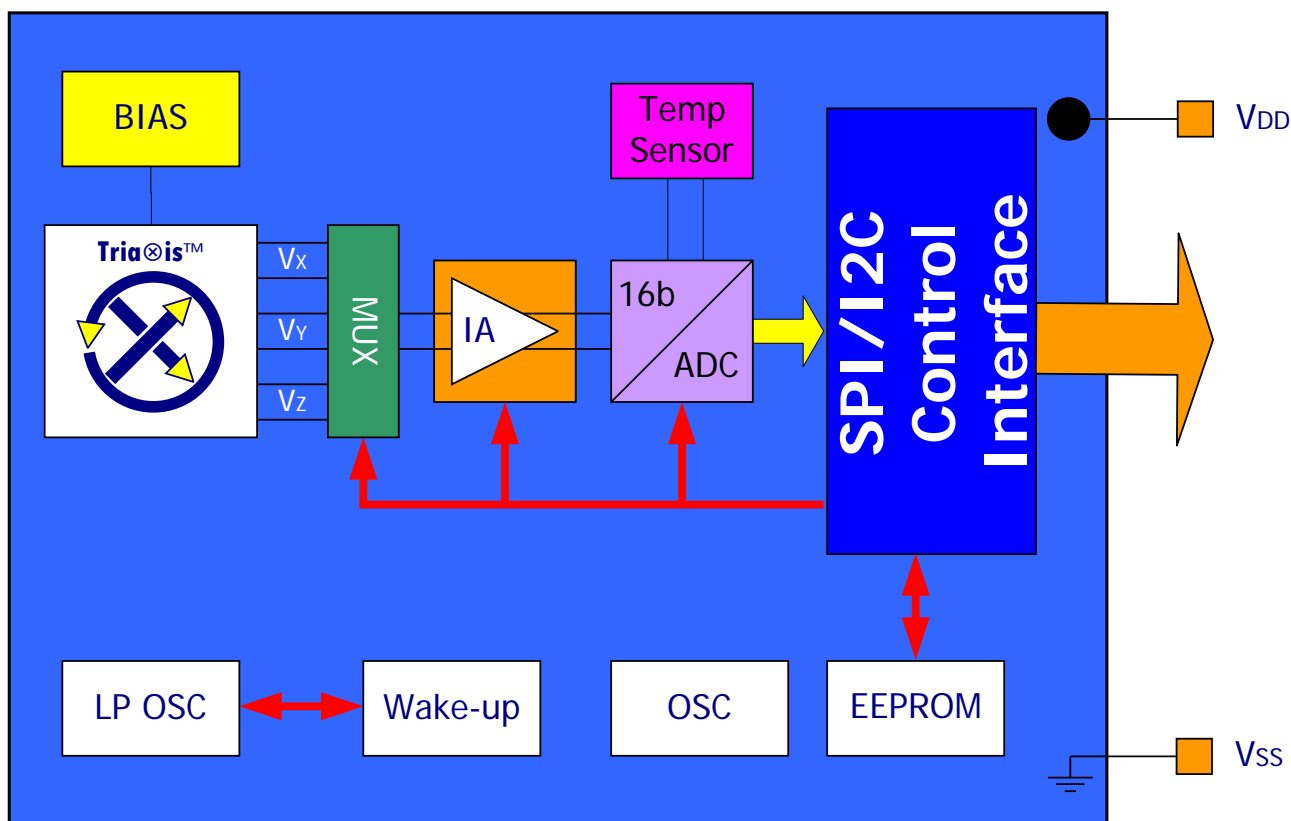 BIAS
Temp
Sensor
VDD
Tria⊗is™
VX
VY
VZ
MUX
IA
16b
ADC
SPI/I2C
Control
Interface
LP OSC
Wake-up
OSC
EEPROM
VSS